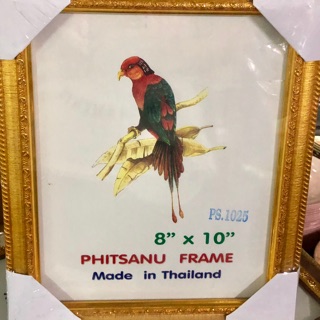 PS.1025
8” x 10”
PHITSANU FRAME
Made in Thailand